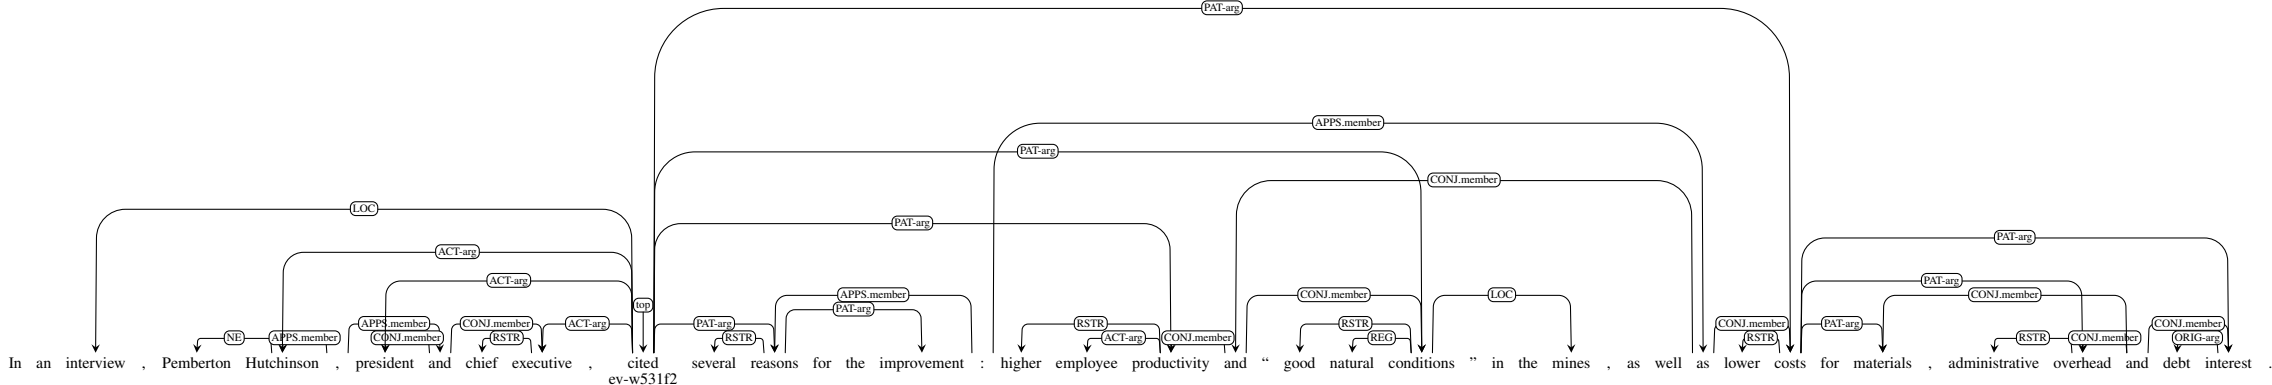 PAT-arg
APPS.member
PAT-arg
CONJ.member
LOC
PAT-arg
PAT-arg
ACT-arg
ACT-arg PAT-arg
APPS.member CONJ.member LOC CONJ.member
top
PAT-arg
APPS.member CONJ.member ACT-arg PAT-arg RSTR RSTR CONJ.member PAT-arg CONJ.member
NE APPS.member CONJ.member RSTR RSTR ACT-arg CONJ.member REG RSTR RSTR CONJ.member ORIG-arg
In an interview , Pemberton Hutchinson , president and chief executive , cited several reasons for the improvement : higher employee productivity and “ good natural conditions ” in the mines , as well as lower costs for materials , administrative overhead and debt interest .
ev-w531f2